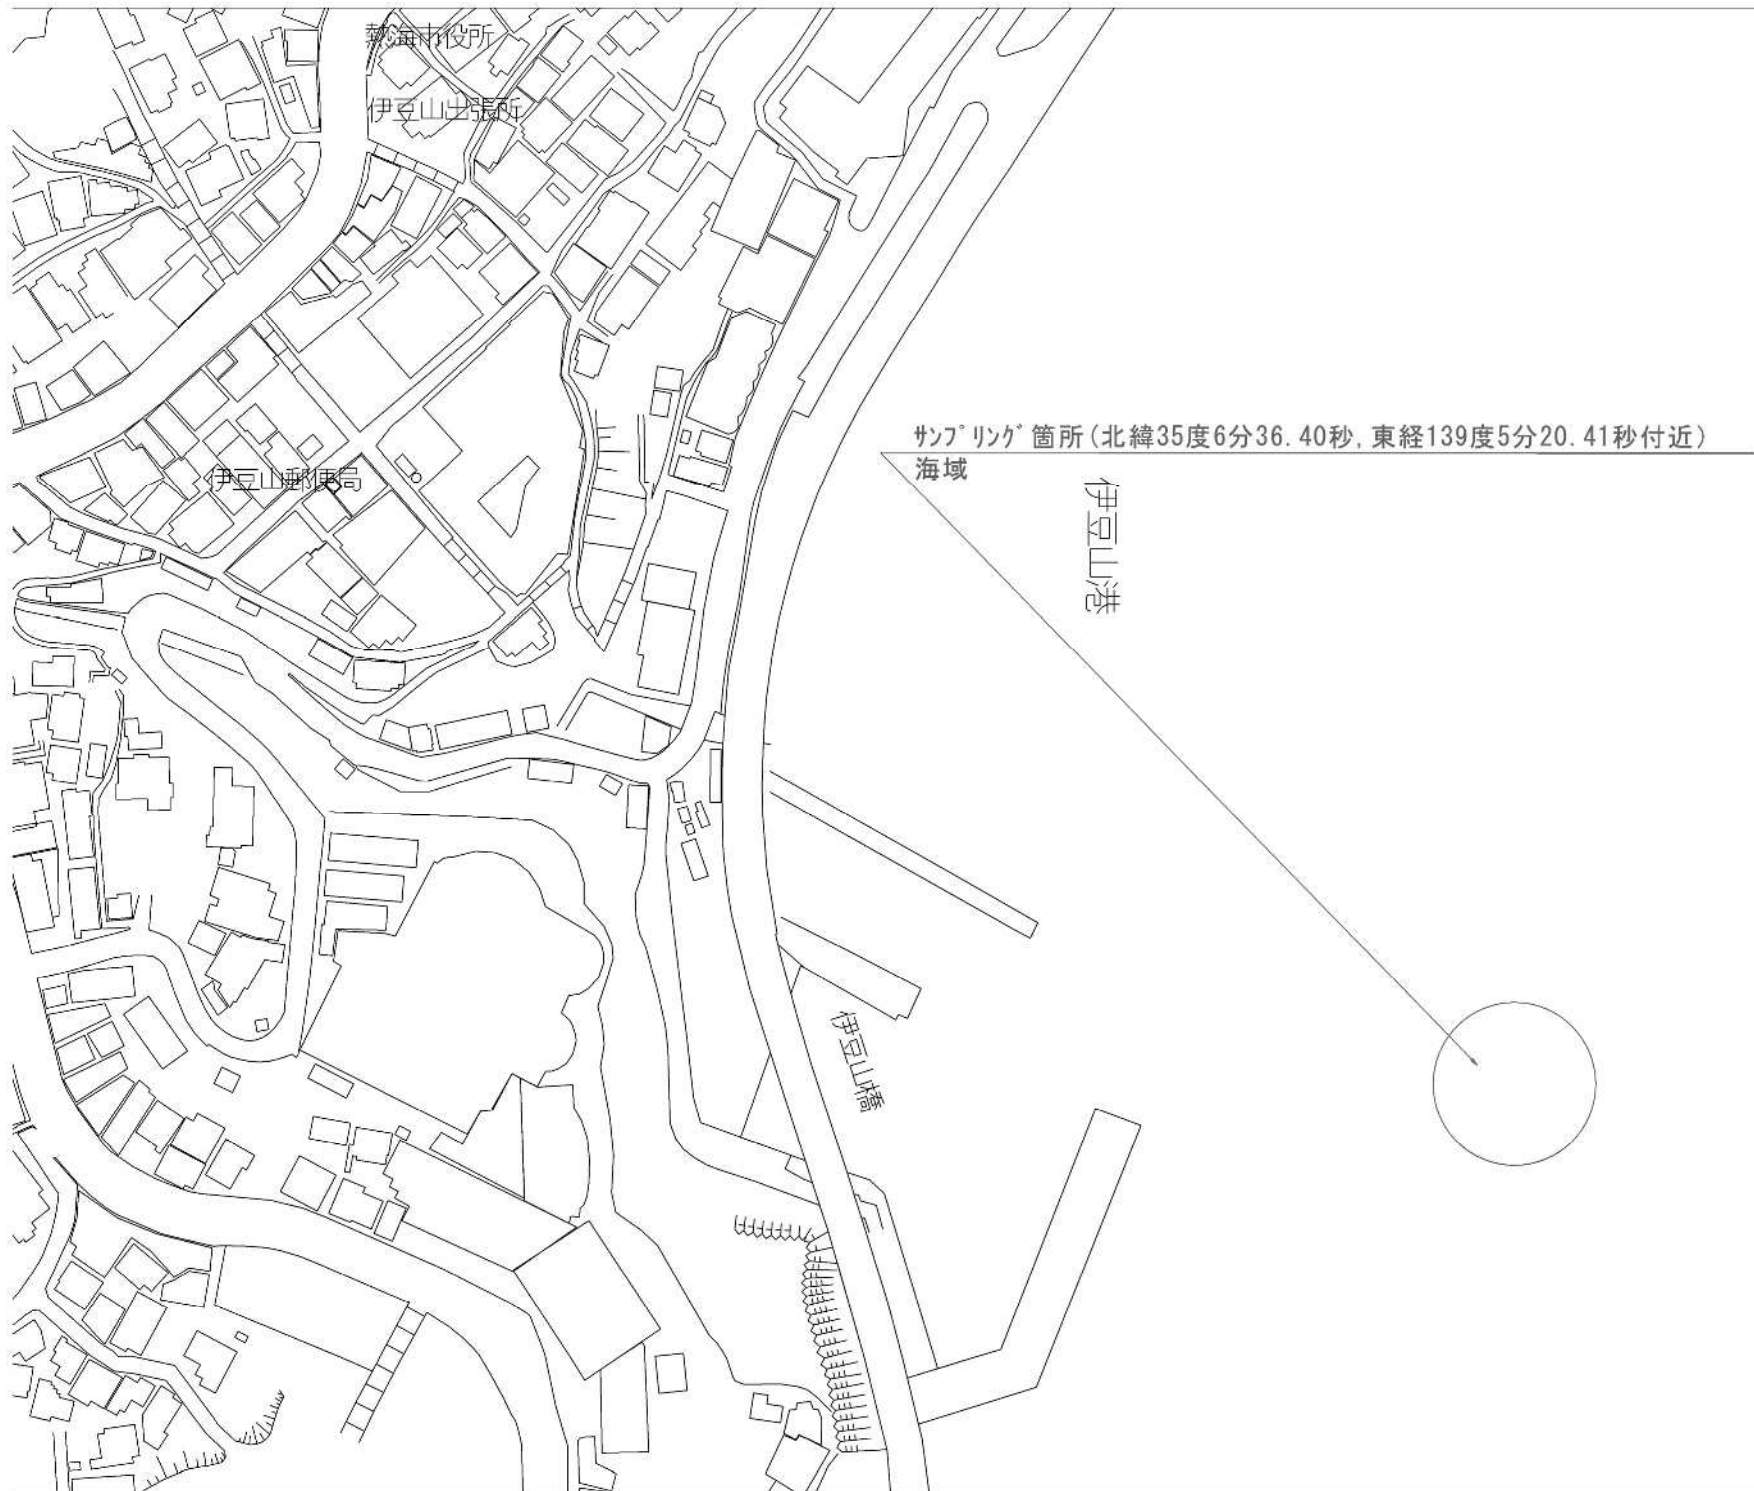 熱海市役所
伊豆山出張所
サンプリング箇所(北緯35度6分36.40秒,東経139度5分20.41秒付近)
海域
伊豆山郵便局
伊豆山港
伊豆山橋